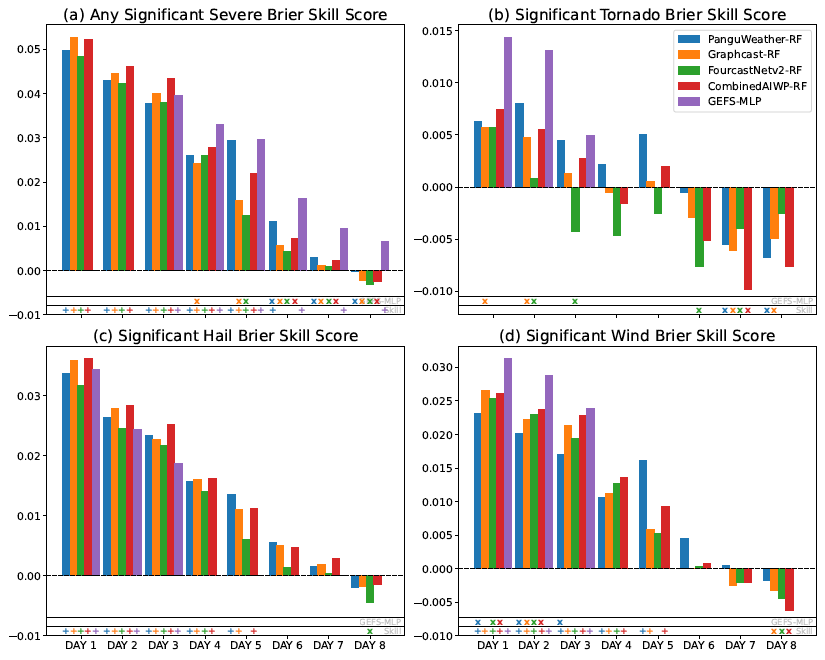 (a) Any Significant Severe Brier Skill Score
0.05
0.04
0.03
0.02
0.01
0.00
−0.01
GEFS-MLP
Skill
(b) Significant Tornado Brier Skill Score
0.015
0.010
0.005
0.000
−0.005
−0.010
PanguWeather-RF
Graphcast-RF
FourcastNetv2-RF
CombinedAIWP-RF
GEFS-MLP
GEFS-MLP
Skill
(c) Significant Hail Brier Skill Score
0.03
0.02
0.01
0.00
−0.01
GEFS-MLP
Skill
DAY 1 DAY 2 DAY 3 DAY 4 DAY 5 DAY 6 DAY 7 DAY 8
(d) Significant Wind Brier Skill Score
0.030
0.025
0.020
0.015
0.010
0.005
0.000
−0.005
−0.010
GEFS-MLP
Skill
DAY 1 DAY 2 DAY 3 DAY 4 DAY 5 DAY 6 DAY 7 DAY 8